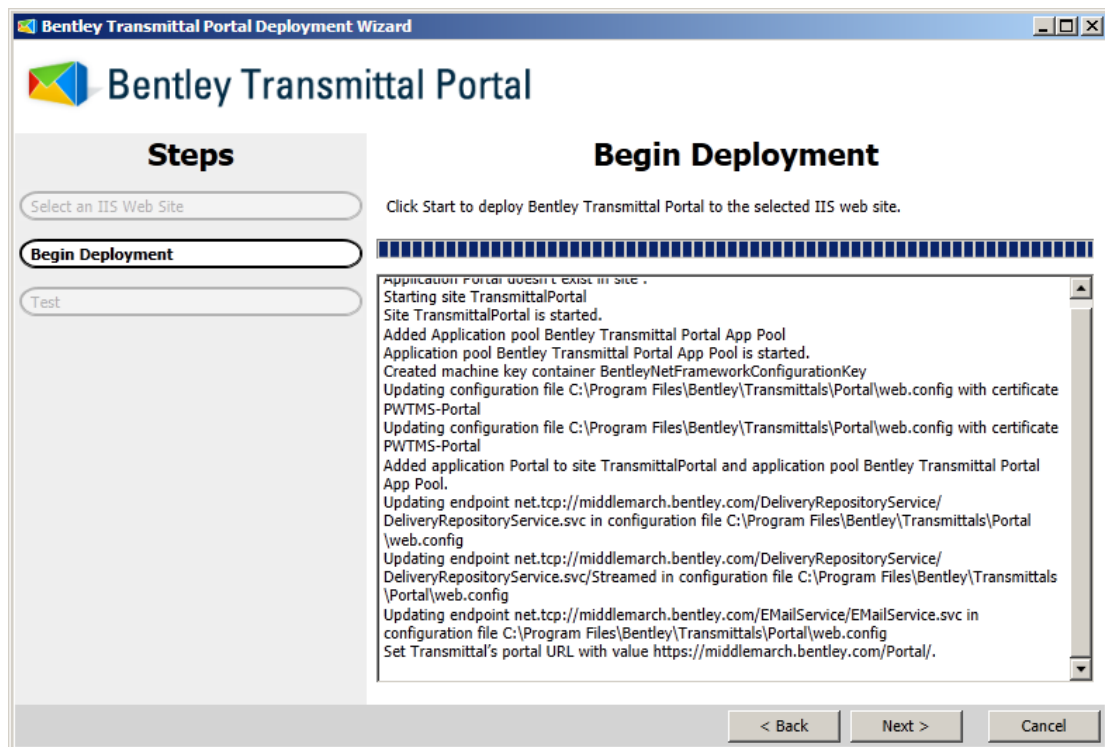 Bentley Transmittal Portal Deployment Wizard
Bentley Transmittal Portal
Steps
Select an IIS Web Site
Begin Deployment
Test
Begin Deployment
Click Start to deploy Bentley Transmittal Portal to the selected IIS web site.
Application Portal doesn't exist in site .
Starting site TransmittalPortal
Site TransmittalPortal is started.
Added Application pool Bentley Transmittal Portal App Pool
Application pool Bentley Transmittal Portal App Pool is started.
Created machine key container BentleyNetFrameworkConfigurationKey
Updating configuration file C:\Program Files\Bentley\Transmittals\Portal\web.config with certificate
PWTMS-Portal
Updating configuration file C:\Program Files\Bentley\Transmittals\Portal\web.config with certificate
PWTMS-Portal
Added application Portal to site TransmittalPortal and application pool Bentley Transmittal Portal
App Pool.
Updating endpoint net.tcp://middlemarch.bentley.com/DeliveryRepositoryService/
DeliveryRepositoryService.svc in configuration file C:\Program Files\Bentley\Transmittals\Portal
\web.config
Updating endpoint net.tcp://middlemarch.bentley.com/DeliveryRepositoryService/
DeliveryRepositoryService.svc/Streamed in configuration file C:\Program Files\Bentley\Transmittals
\Portal\web.config
Updating endpoint net.tcp://middlemarch.bentley.com/EMailService/EMailService.svc in
configuration file C:\Program Files\Bentley\Transmittals\Portal\web.config
Set Transmittal's portal URL with value https://middlemarch.bentley.com/Portal/.
< Back
Next >
Cancel